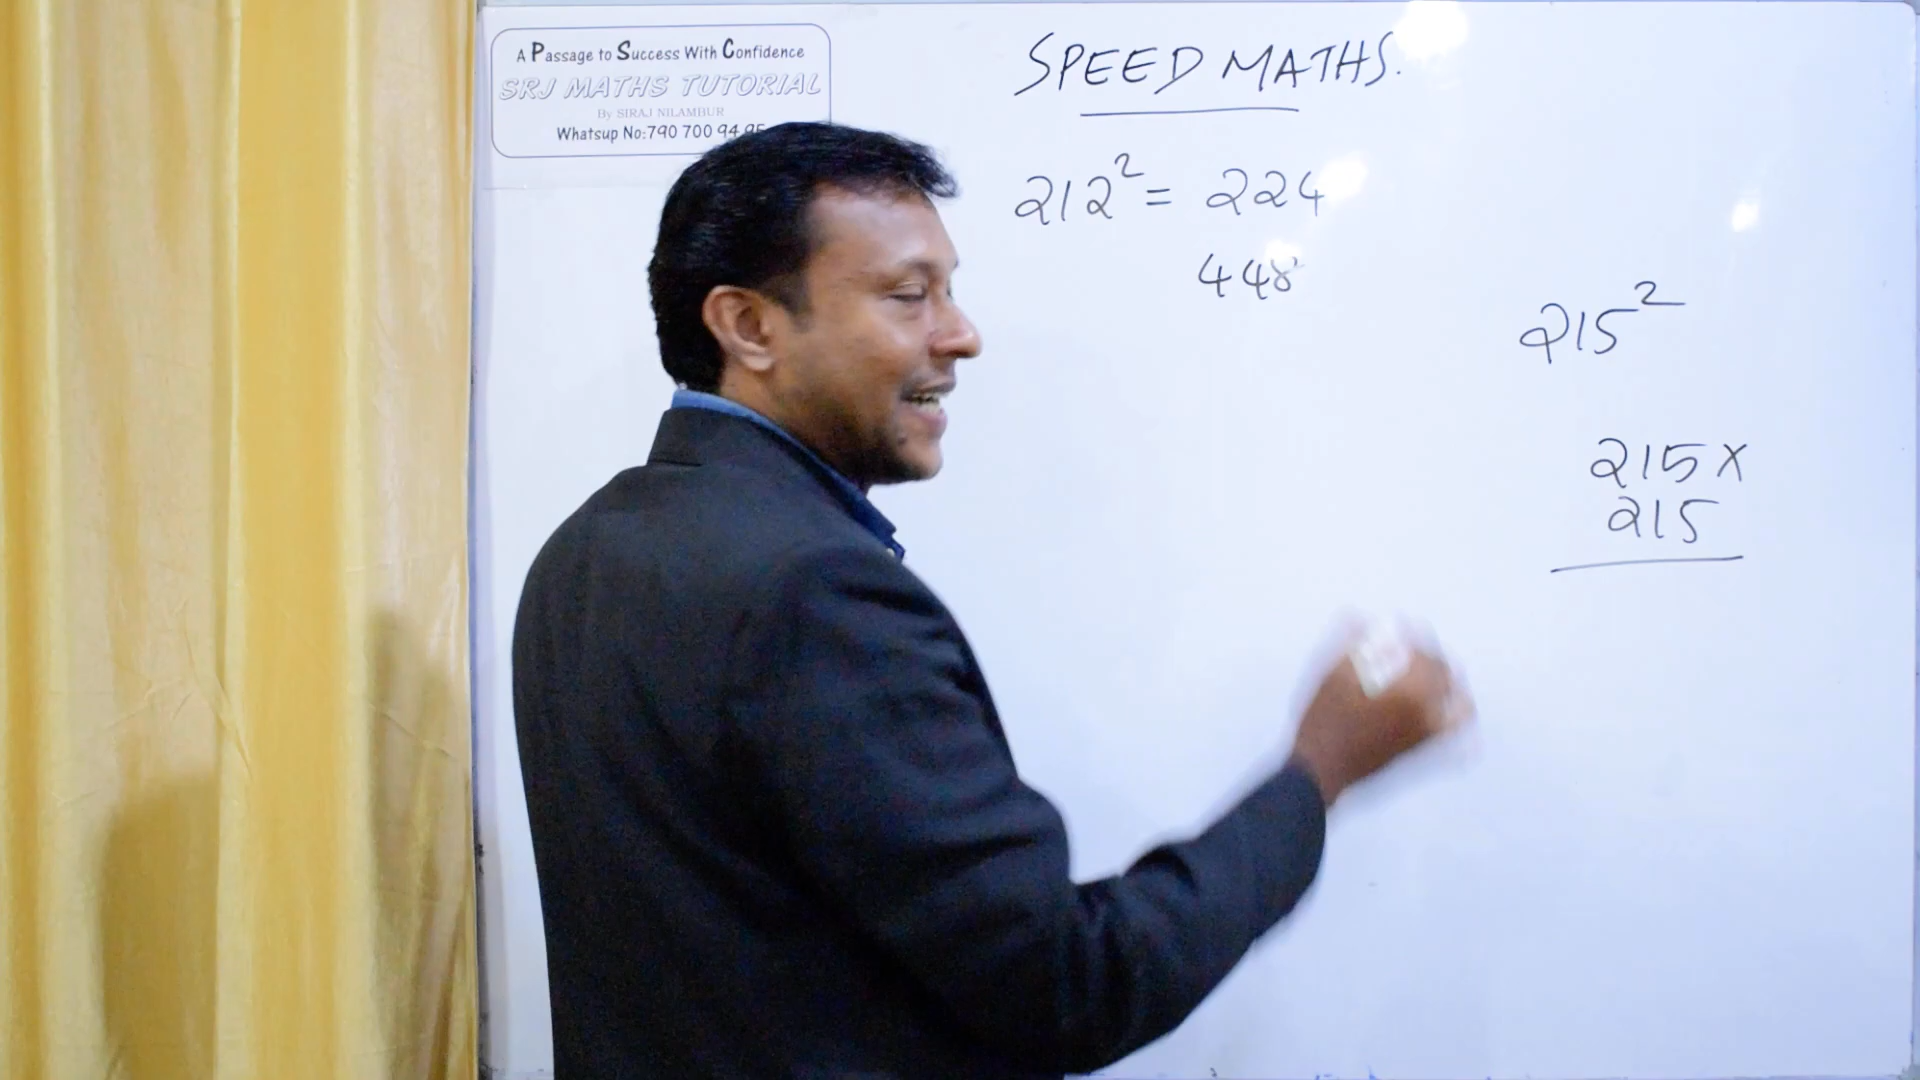 A Passage to Success With Confidence
SRJ MATHS TUTORIAL
By SIRAJ NILAMBUR
Whatsup No:790 700 94 95
SPEED MATHS.
212² = 224
448
215²
215 x
215